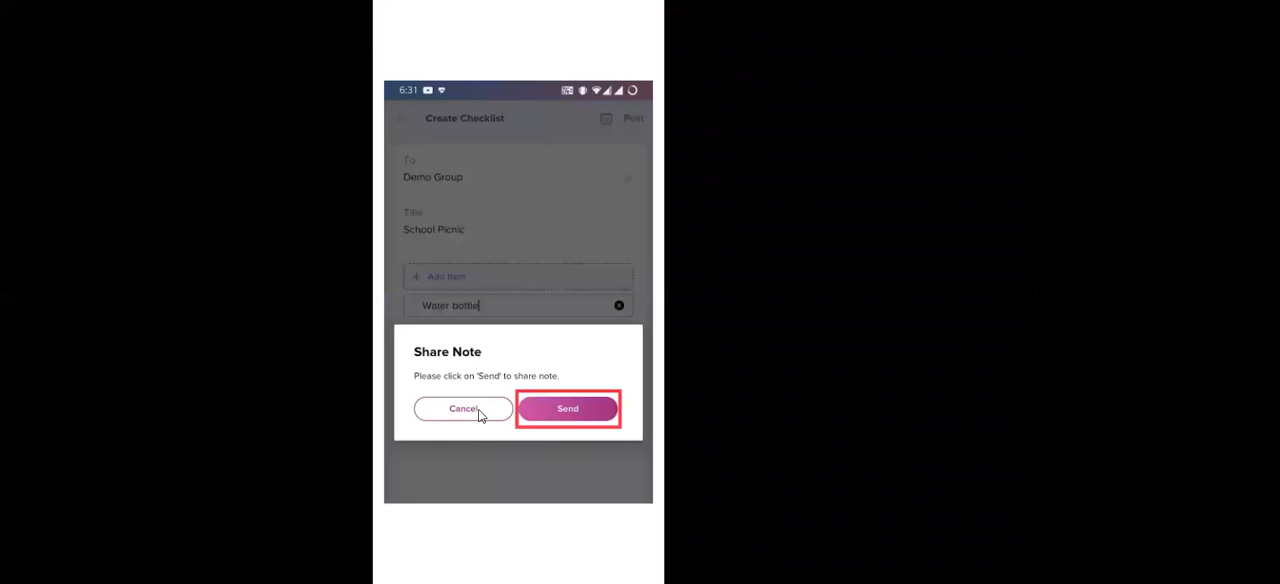 6:31
Create Checklist
Post
To
Demo Group
Title
School Picnic
+ Add Item
Water bottle
Share Note
Please click on 'Send' to share note.
Cancel
Send